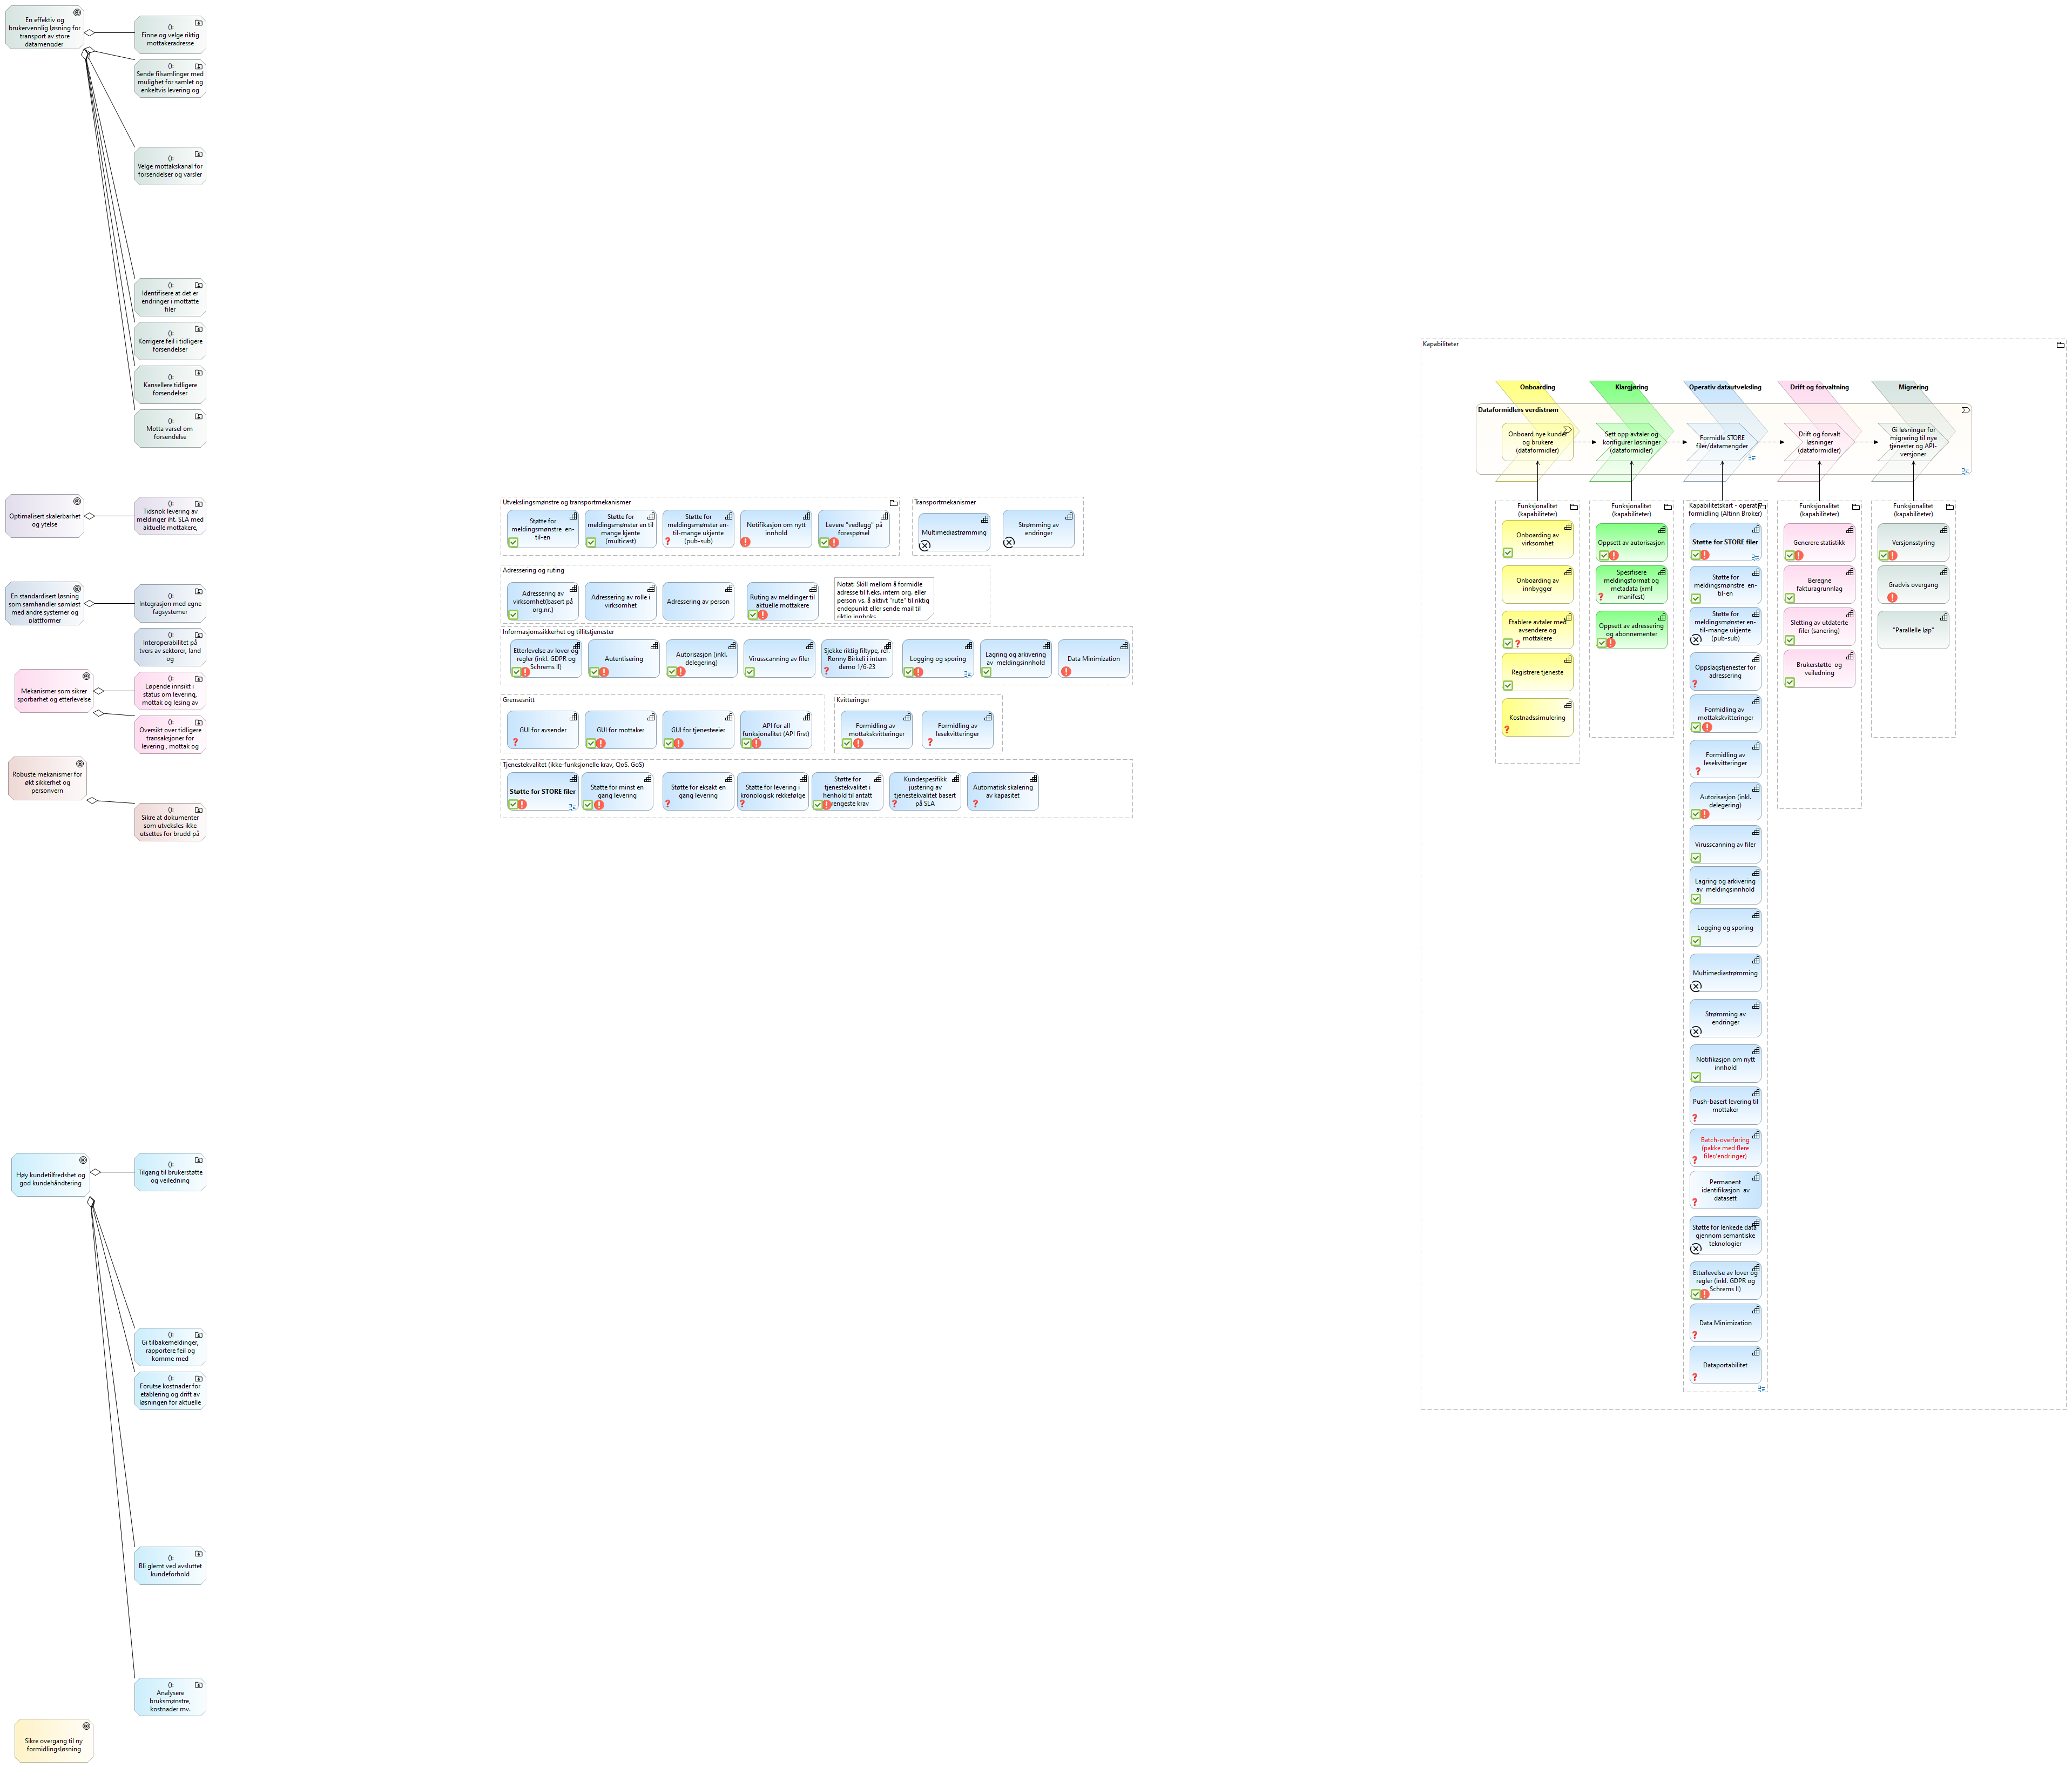 En effektiv og
brukervennlig løsning for
transport av store
datamengder
():
Finne og velge riktig
mottakeradresse
():
Sende filsamlinger med
mulighet for samlet og
enkeltvis levering og
():
Velge mottakskanal for
forsendelser og varsler
():
Identifisere at det er
endringer i mottatte
filer
():
Korrigere feil i tidligere
forsendelser
():
Kansellere tidligere
forsendelser
():
Motta varsel om
forsendelse
Optimalisert skalerbarhet
og ytelse
():
Tidsnok levering av
meldinger iht. SLA med
aktuelle mottakere,
En standardisert løsning
som samhandler sømløst
med andre systemer og
plattformer
():
Integrasjon med egne
fagsystemer
():
Interoperabilitet på
tvers av sektorer, land
og
Mekanismer som sikrer
sporbarhet og etterlevelse
():
Løpende innsikt i
status om levering,
mottak og lesing av
():
Oversikt over tidligere
transaksjoner for
levering , mottak og
Robuste mekanismer for
økt sikkerhet og
personvern
():
Sikre at dokumenter
som utveksles ikke
utsettes for brudd på
Høy kundetilfredshet og
god kundehåndtering
():
Tilgang til brukerstøtte
og veiledning
():
Gi tilbakemeldinger,
rapportere feil og
komme med
():
Forutse kostnader for
etablering og drift av
løsningen for aktuelle
():
Bli glemt ved avsluttet
kundeforhold
():
Analysere
bruksmønstre,
kostnader mv.
Sikre overgang til ny
formidlingsløsning
Utvekslingsmønstre og transportmekanismer
Støtte for
meldingsmønstre en-
til-en
Støtte for
meldingsmønster en til
mange kjente
(multicast)
Støtte for
meldingsmønster en-
til-mange ukjente
(pub-sub)
Notifikasjon om nytt
innhold
Levere "vedlegg" på
forespørsel
Transportmekanismer
Multimediastrømming
Strømming av
endringer
Adressering og ruting
Adressering av
virksomhet(basert på
org.nr.)
Adressering av rolle i
virksomhet
Adressering av person
Ruting av meldinger til
aktuelle mottakere
Notat: Skill mellom å formidle
adresse til f.eks. intern org. eller
person vs. å aktivt "rute" til riktig
endepunkt eller sende mail til
riktig innboks
Informasjonssikkerhet og tillitstjenester
Etterlevelse av lover og
regler (inkl. GDPR og
Schrems II)
Autentisering
Autorisasjon (inkl.
delegering)
Virusscanning av filer
Sjekke riktig filtype, ref.
Ronny Birkeli i intern
demo 1/6-23
Logging og sporing
Lagring og arkivering
av meldingsinnhold
Data Minimization
Grensesnitt
GUI for avsender
GUI for mottaker
GUI for tjenesteeier
API for all
funksjonalitet (API first)
Kvitteringer
Formidling av
mottakskvitteringer
Formidling av
lesekvitteringer
Tjenestekvalitet (ikke-funksjonelle krav, QoS. GoS)
Støtte for STORE filer
Støtte for minst en
gang levering
Støtte for eksakt en
gang levering
Støtte for levering i
kronologisk rekkefølge
Støtte for
tjenestekvalitet i
henhold til antatt
strengeste krav
Kundespesifikk
justering av
tjenestekvalitet basert
på SLA
Automatisk skalering
av kapasitet
Kapabiliteter
Onboarding
Klargjøring
Operativ datautveksling
Drift og forvaltning
Migrering
Dataformidlers verdistrøm
Onboard nye kunder
og brukere
(dataformidler)
Sett opp avtaler og
konfigurer løsninger
(dataformidler)
Formidle STORE
filer/datamengder
Drift og forvalt
løsninger
(dataformidler)
Gi løsninger for
migrering til nye
tjenester og API-
versjoner
Funksjonalitet
(kapabiliteter)
Onboarding av
virksomhet
Onboarding av
innbygger
Etablere avtaler med
avsendere og
mottakere
Registrere tjeneste
Kostnadssimulering
Funksjonalitet
(kapabiliteter)
Oppsett av autorisasjon
Spesifisere
meldingsformat og
metadata (xml
manifest)
Oppsett av adressering
og abonnementer
Kapabilitetskart - operativ
formidling (Altinn Broker)
Støtte for STORE filer
Støtte for
meldingsmønstre en-
til-en
Støtte for
meldingsmønster en-
til-mange ukjente
(pub-sub)
Oppslagstjenester for
adressering
Formidling av
mottakskvitteringer
Formidling av
lesekvitteringer
Autorisasjon (inkl.
delegering)
Virusscanning av filer
Lagring og arkivering
av meldingsinnhold
Logging og sporing
Multimediastrømming
Strømming av
endringer
Notifikasjon om nytt
innhold
Push-basert levering til
mottaker
Batch-overføring
(pakke med flere
filer/endringer)
Permanent
identifikasjon av
datasett
Støtte for lenkede data
gjennom semantiske
teknologier
Etterlevelse av lover og
regler (inkl. GDPR og
Schrems II)
Data Minimization
Dataportabilitet
Funksjonalitet
(kapabiliteter)
Generere statistikk
Beregne
fakturagrunnlag
Sletting av utdaterte
filer (sanering)
Brukerstøtte og
veiledning
Funksjonalitet
(kapabiliteter)
Versjonsstyring
Gradvis overgang
"Parallelle løp"